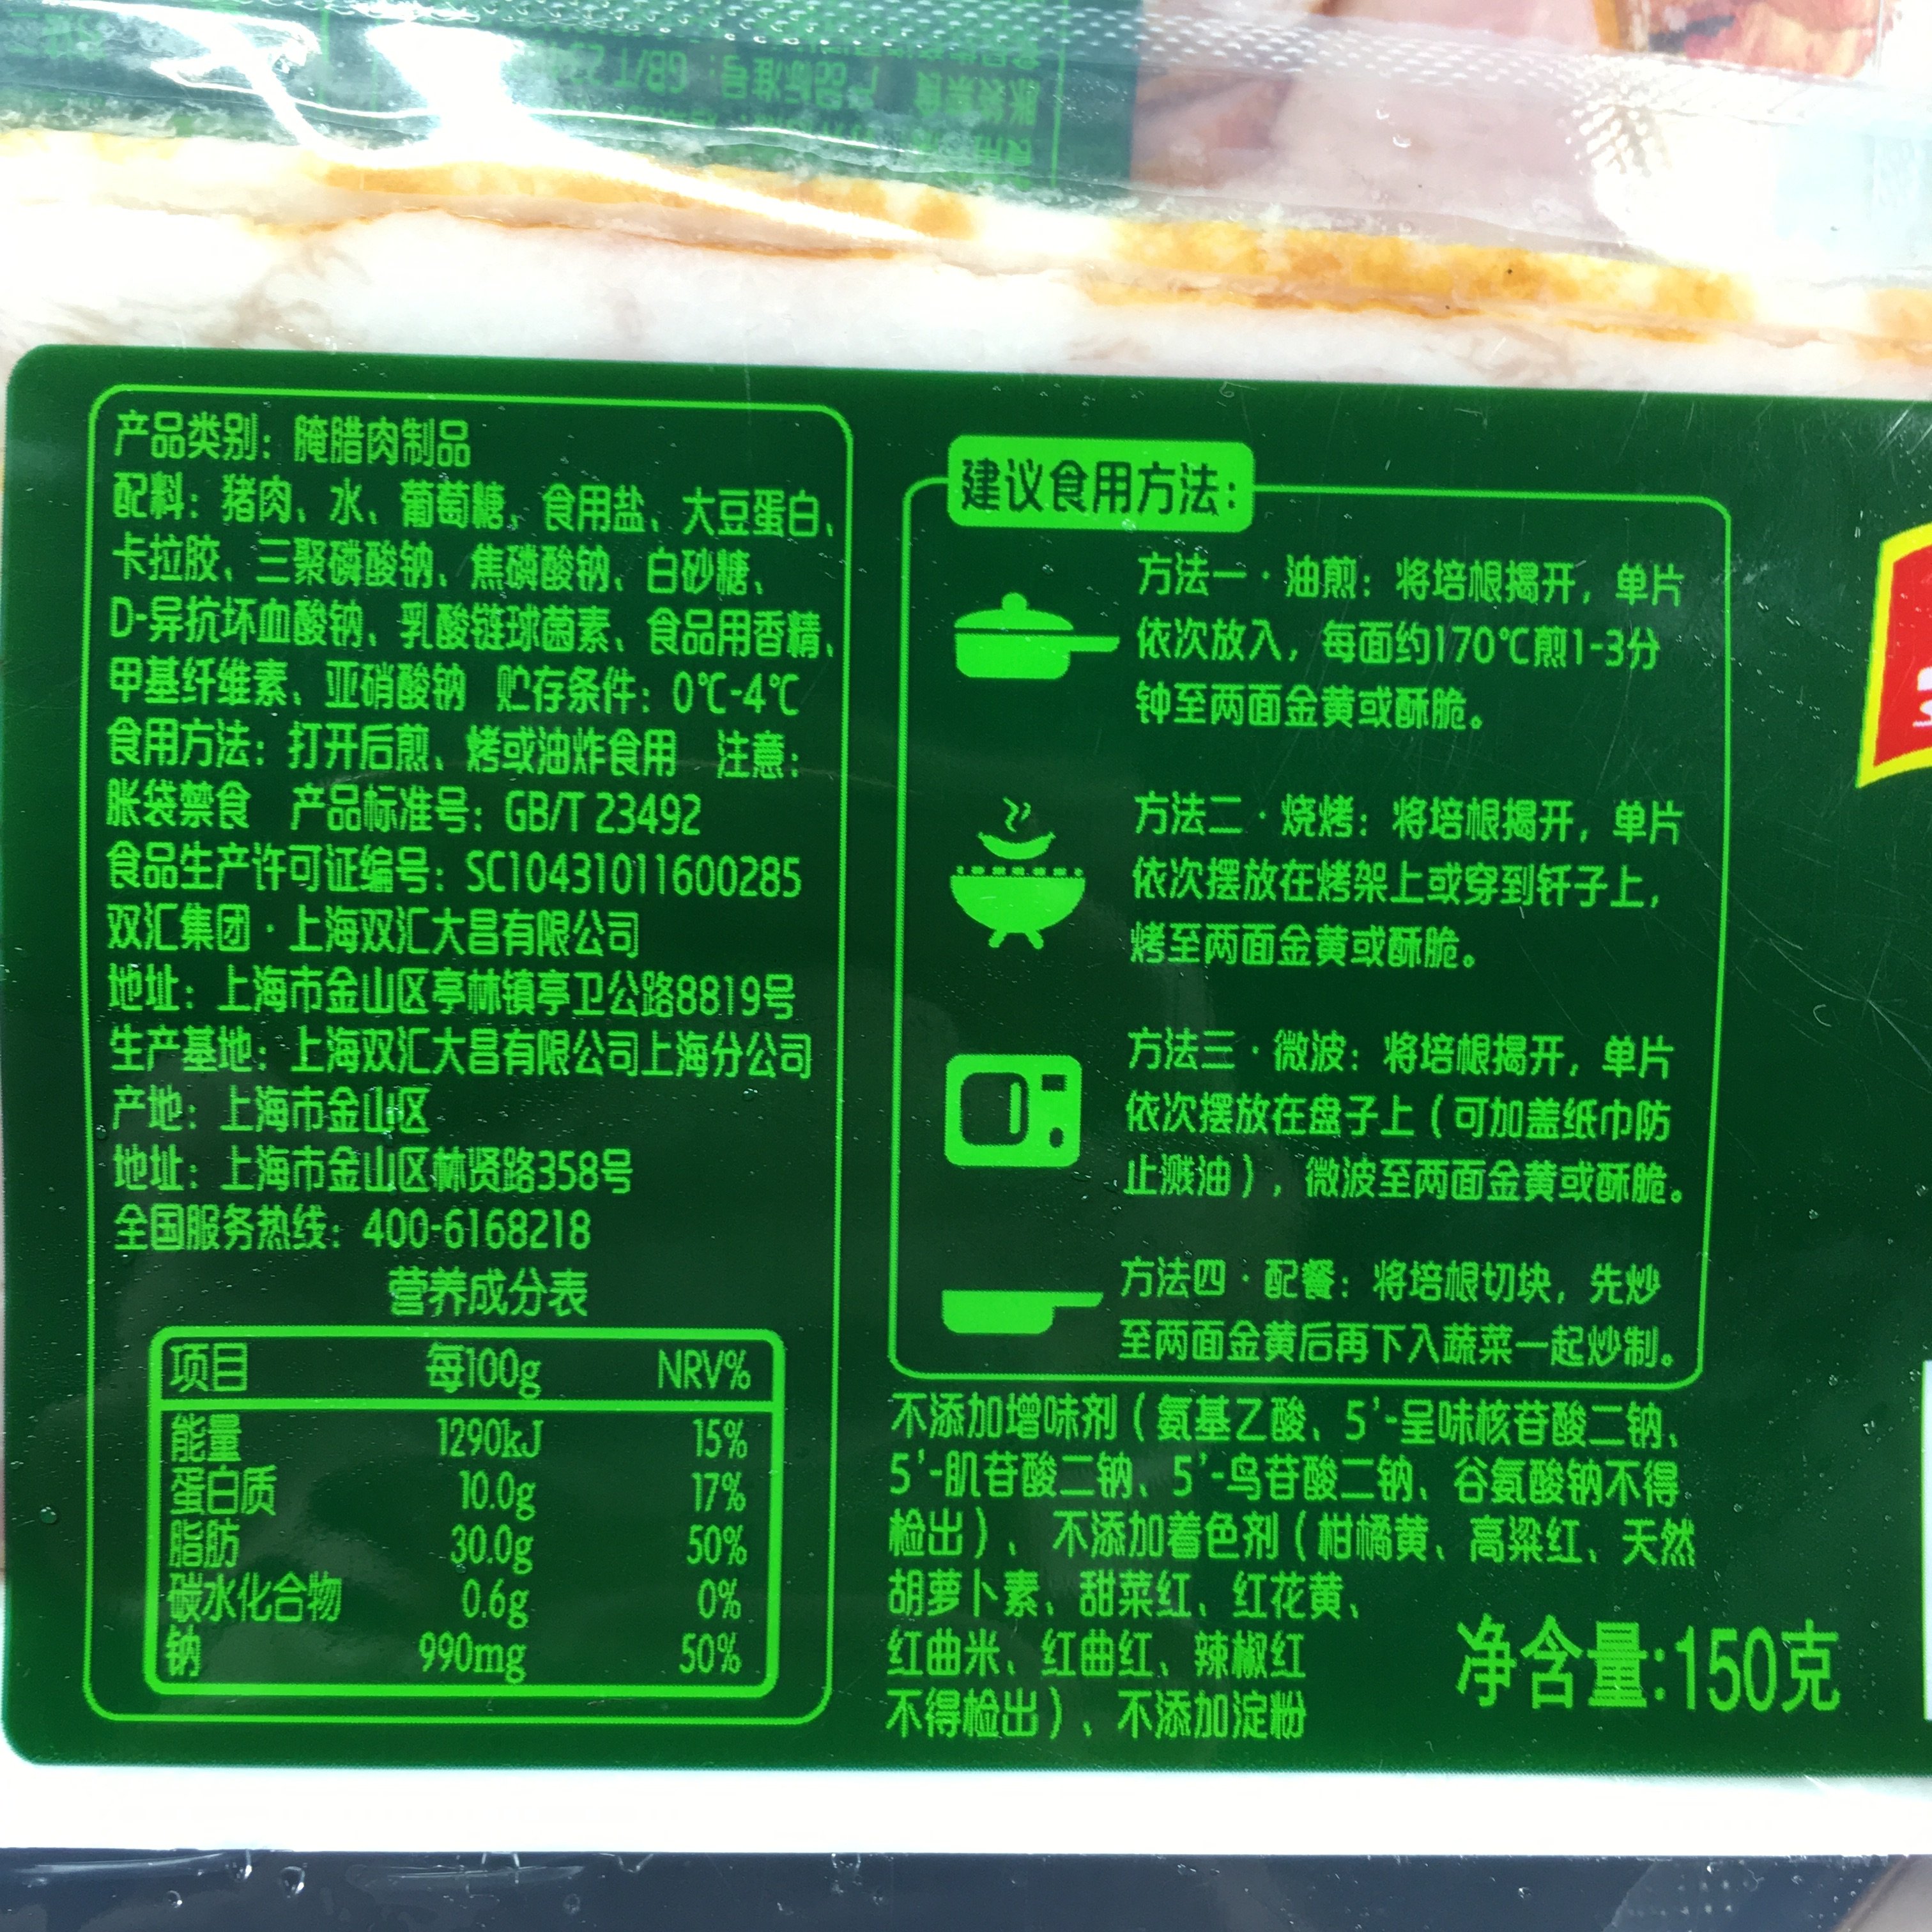 产品标准号：GB/T 23
胀袋禁食
产品类别：腌腊肉制品
配料：猪肉、水、葡萄糖、食用盐、大豆蛋白、
卡拉胶、三聚磷酸钠、焦磷酸钠、白砂糖、
D-异抗坏血酸钠、乳酸链球菌素、食品用香精、
甲基纤维素、亚硝酸钠 贮存条件：0℃-4℃
食用方法：打开后煎、烤或油炸食用 注意：
胀袋禁食 产品标准号：GB/T 23492
食品生产许可证编号：SC10431011600285
双汇集团·上海双汇大昌有限公司
地址：上海市金山区亭林镇亭卫公路8819号
生产基地：上海双汇大昌有限公司上海分公司
产地：上海市金山区
地址：上海市金山区林贤路358号
全国服务热线：400-6168218
营养成分表
项目 每100g NRV%
能量 1290kJ 15%
蛋白质 10.0g 17%
脂肪 30.0g 50%
碳水化合物 0.6g 0%
钠 990mg 50%
建议食用方法：
方法一·油煎：将培根揭开，单片
依次放入，每面约170℃煎1-3分
钟至两面金黄或酥脆。
方法二·烧烤：将培根揭开，单片
依次摆放在烤架上或穿到钎子上，
烤至两面金黄或酥脆。
方法三·微波：将培根揭开，单片
依次摆放在盘子上（可加盖纸巾防
止溅油），微波至两面金黄或酥脆。
方法四·配餐：将培根切块，先炒
至两面金黄后再下入蔬菜一起炒制。
不添加增味剂（氨基乙酸、5’-呈味核苷酸二钠、
5’-肌苷酸二钠、5’-鸟苷酸二钠、谷氨酸钠不得
检出）、不添加着色剂（柑橘黄、高粱红、天然
胡萝卜素、甜菜红、红花黄、
红曲米、红曲红、辣椒红
不得检出）、不添加淀粉
净含量:150克